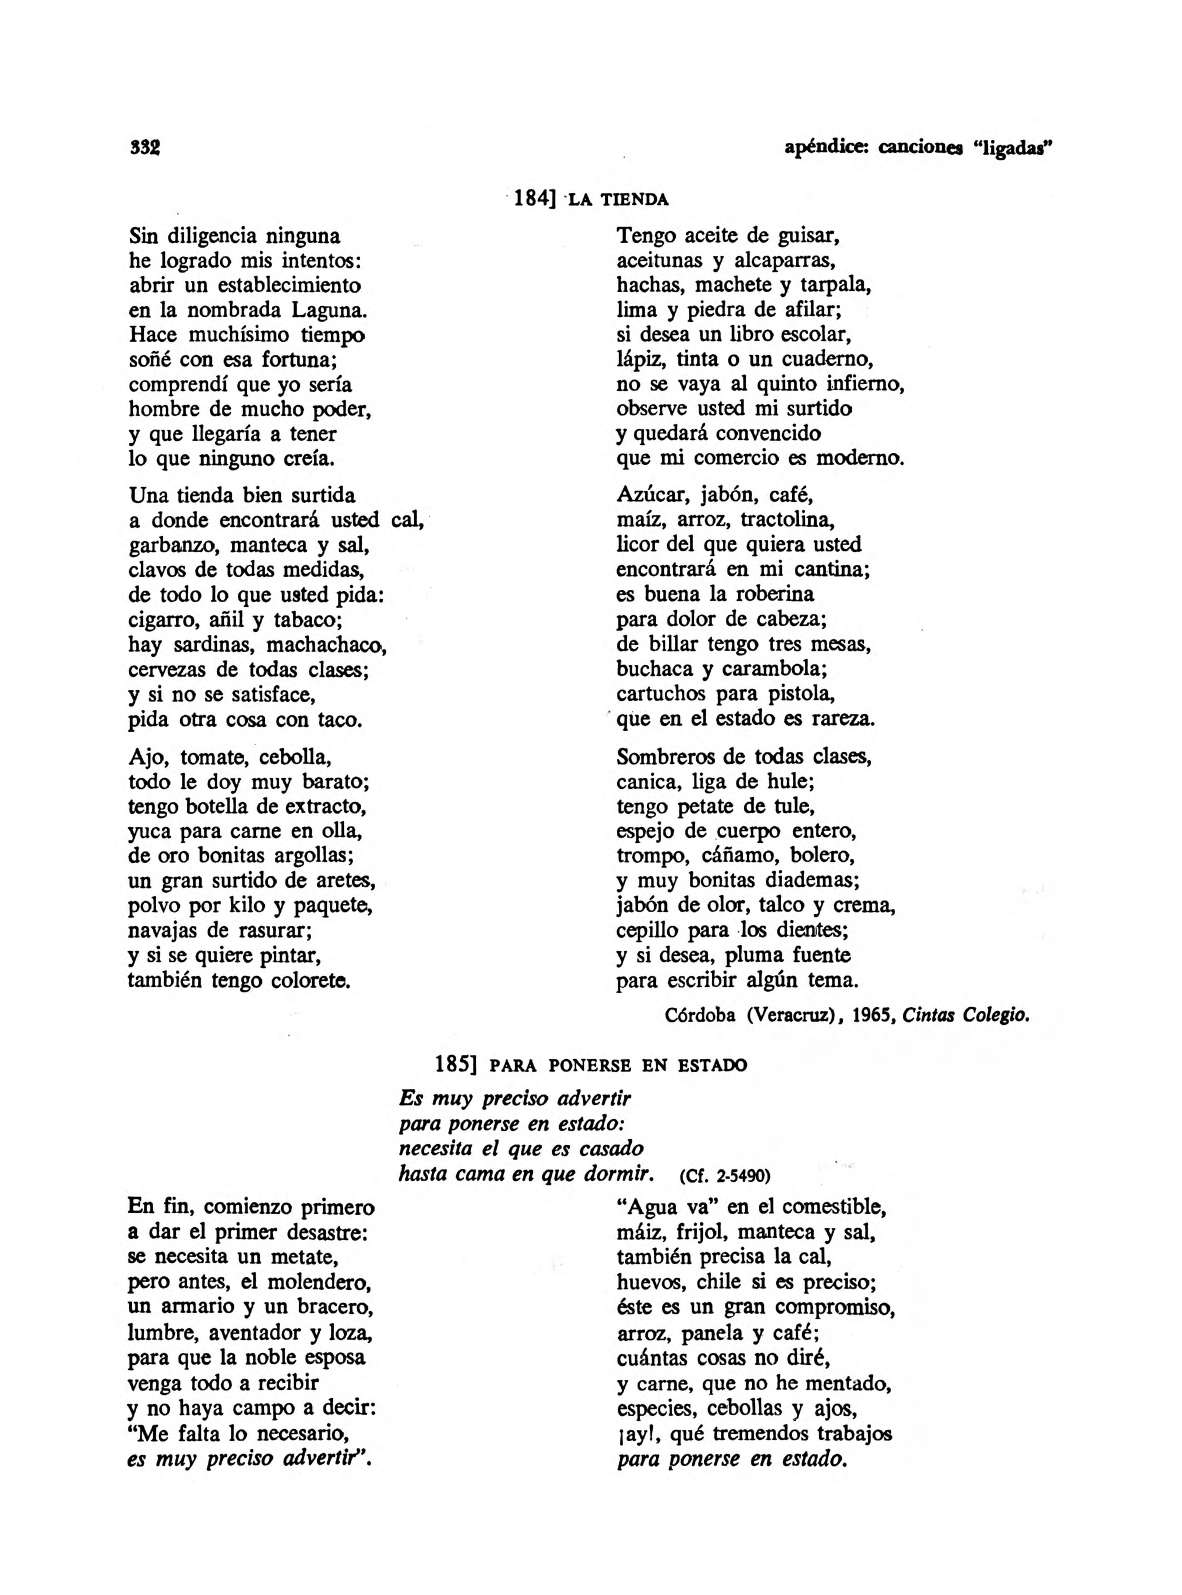 332
apéndice: canciones “ligadas”
184] LA TIENDA
Sin diligencia ninguna
he logrado mis intentos:
abrir un establecimiento
en la nombrada Laguna.
Hace muchísimo tiempo
soñé con esa fortuna;
comprendí que yo sería
hombre de mucho poder,
y que llegaría a tener
lo que ninguno creía.
Una tienda bien surtida
a donde encontrará usted cal,
garbanzo, manteca y sal,
clavos de todas medidas,
de todo lo que usted pida:
cigarro, añil y tabaco;
hay sardinas, machachaco,
cervezas de todas clases;
y si no se satisface,
pida otra cosa con taco.
Ajo, tomate, cebolla,
todo le doy muy barato;
tengo botella de extracto,
yuca para carne en olla,
de oro bonitas argollas;
un gran surtido de aretes,
polvo por kilo y paquete,
navajas de rasurar;
y si se quiere pintar,
también tengo colorete.
Tengo aceite de guisar,
aceitunas y alcaparras,
hachas, machete y tarpala,
lima y piedra de afilar;
si desea un libro escolar,
lápiz, tinta o un cuaderno,
no se vaya al quinto infierno,
observe usted mi surtido
y quedará convencido
que mi comercio es moderno.
Azúcar, jabón, café,
maíz, arroz, tractolina,
licor del que quiera usted
encontrará en mi cantina;
es buena la roberina
para dolor de cabeza;
de billar tengo tres mesas,
buchaca y carambola;
cartuchos para pistola,
que en el estado es rareza.
Sombreros de todas clases,
canica, liga de hule;
tengo petate de tule,
espejo de cuerpo entero,
trompo, cáñamo, bolero,
y muy bonitas diademas;
jabón de olor, talco y crema,
cepillo para los dientes;
y si desea, pluma fuente
para escribir algún tema.
Córdoba (Veracruz), 1965, Cintas Colegio.
185] PARA PONERSE EN ESTADO
Es muy preciso advertir
para ponerse en estado:
necesita el que es casado
hasta cama en que dormir. (Cf. 2-5490)
En fin, comienzo primero
a dar el primer desastre:
se necesita un metate,
pero antes, el molendero,
un armario y un bracero,
lumbre, aventador y loza,
para que la noble esposa
venga todo a recibir
y no haya campo a decir:
“Me falta lo necesario,
es muy preciso advertir”.
“Agua va” en el comestible,
máiz, frijol, manteca y sal,
también precisa la cal,
huevos, chile si es preciso;
éste es un gran compromiso,
arroz, panela y café;
cuántas cosas no diré,
y carne, que no he mentado,
especies, cebollas y ajos,
¡ay!, qué tremendos trabajos
para ponerse en estado.